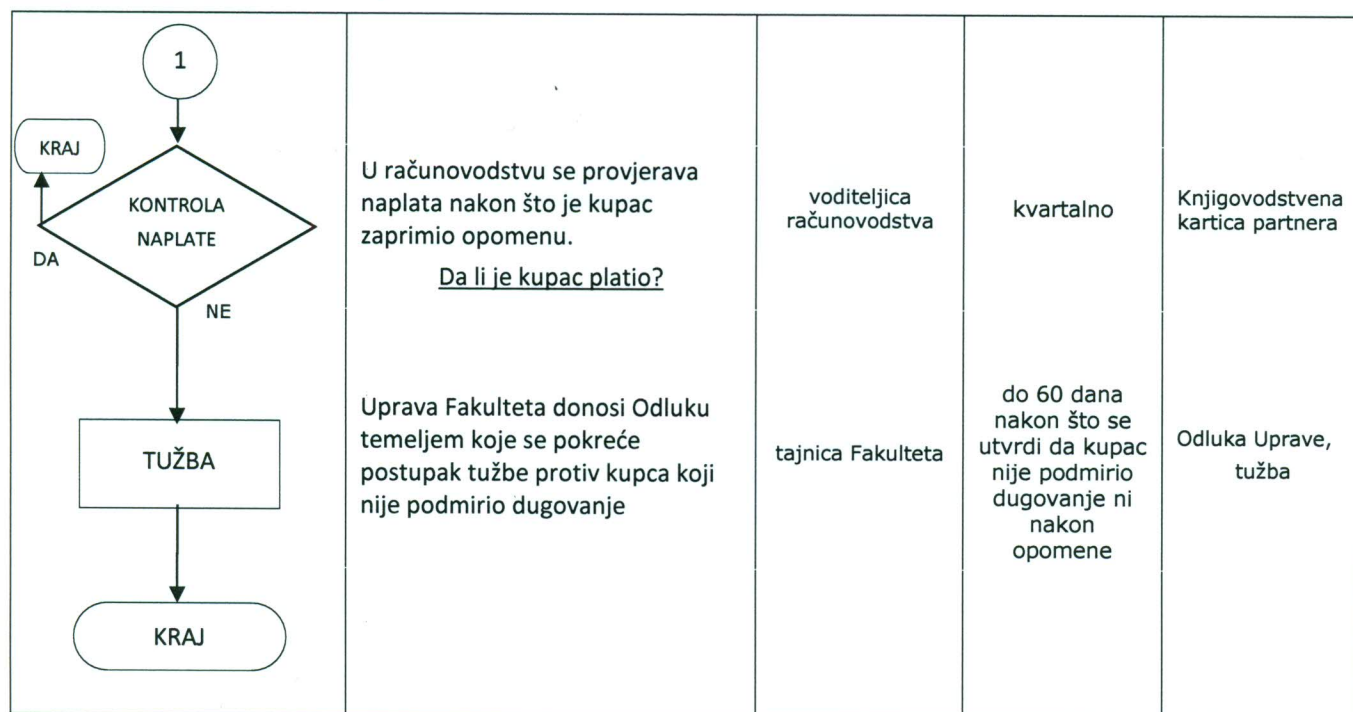 1
KRAJ
KONTROLA
NAPLATE
DA
NE
TUŽBA
KRAJ
U računovodstvu se provjerava
naplata nakon što je kupac
zaprimio opomenu.
Da li je kupac platio?
voditeljica
računovodstva
kvartalno
Knjigovodstvena
kartica partnera
Uprava Fakulteta donosi Odluku
temeljem koje se pokreće
postupak tužbe protiv kupca koji
nije podmirio dugovanje
tajnica Fakulteta
do 60 dana
nakon što se
utvrdi da kupac
nije podmirio
dugovanje ni
nakon
opomene
Odluka Uprave,
tužba